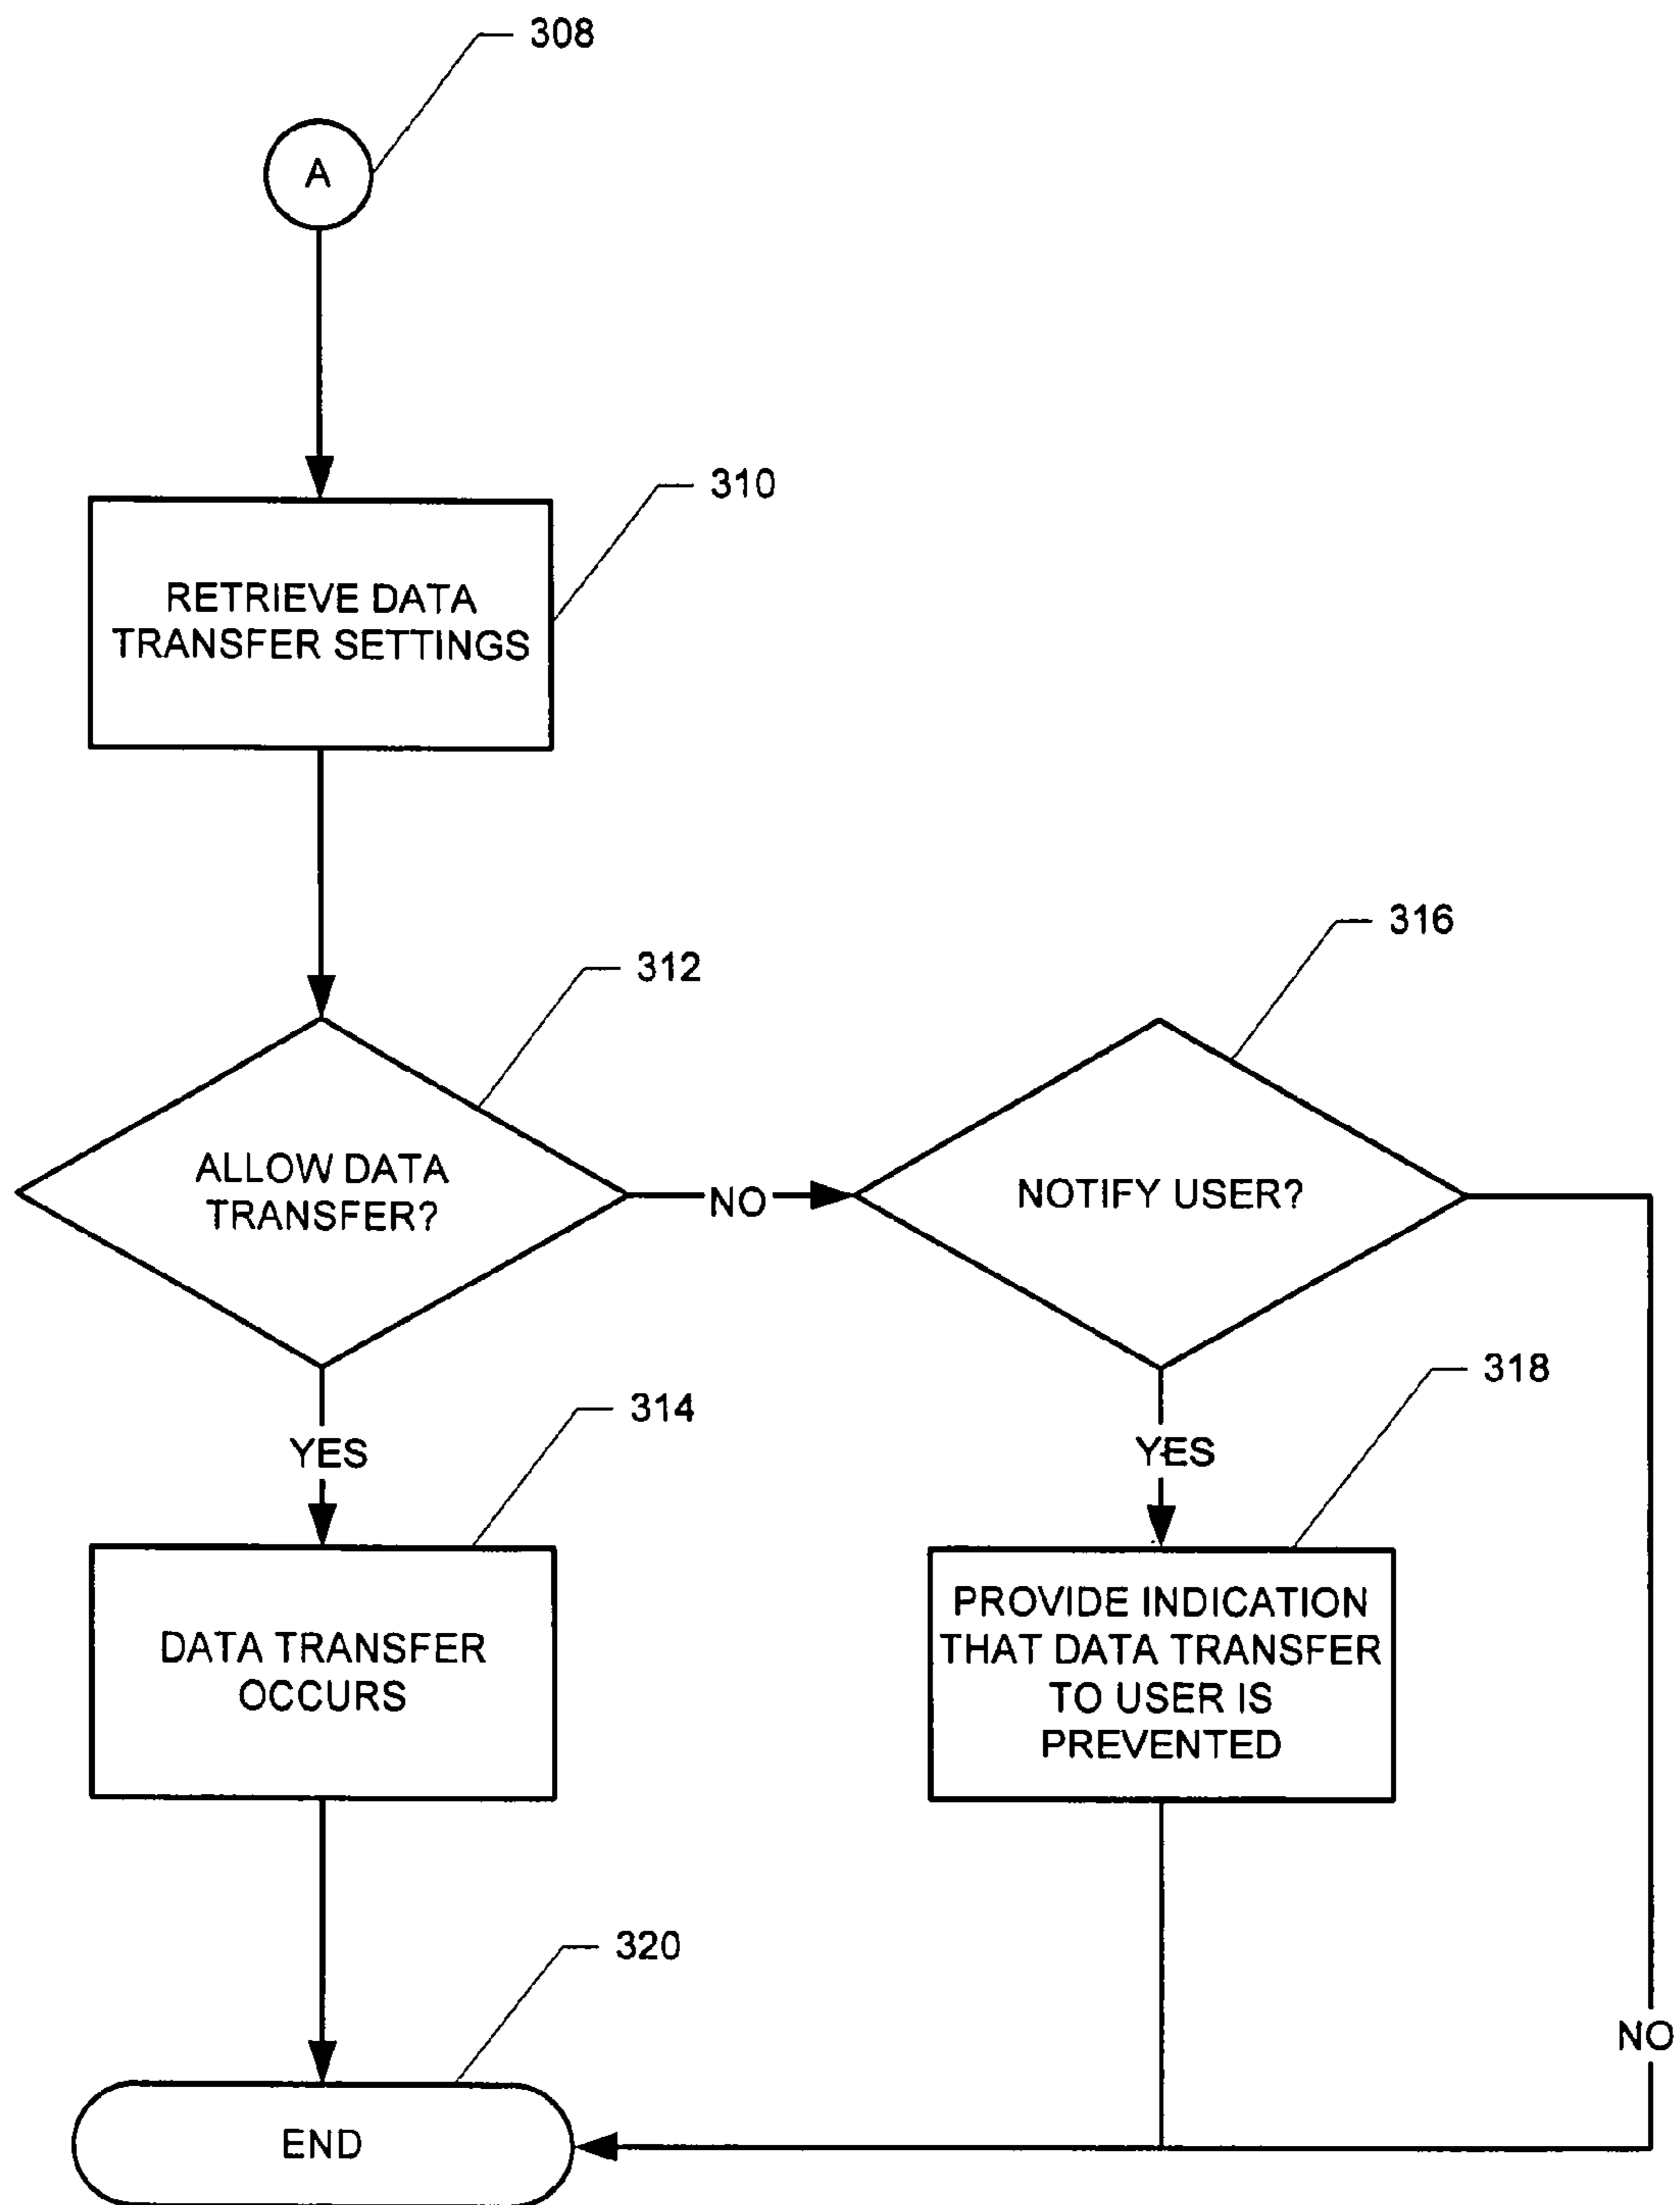 308
A
310
RETRIEVE DATA
TRANSFER SETTINGS
312
316
ALLOW DATA
TRANSFER?
NO
NOTIFY USER?
314
318
YES
YES
DATA TRANSFER
OCCURS
PROVIDE INDICATION
THAT DATA TRANSFER
TO USER IS
PREVENTED
320
NO
END